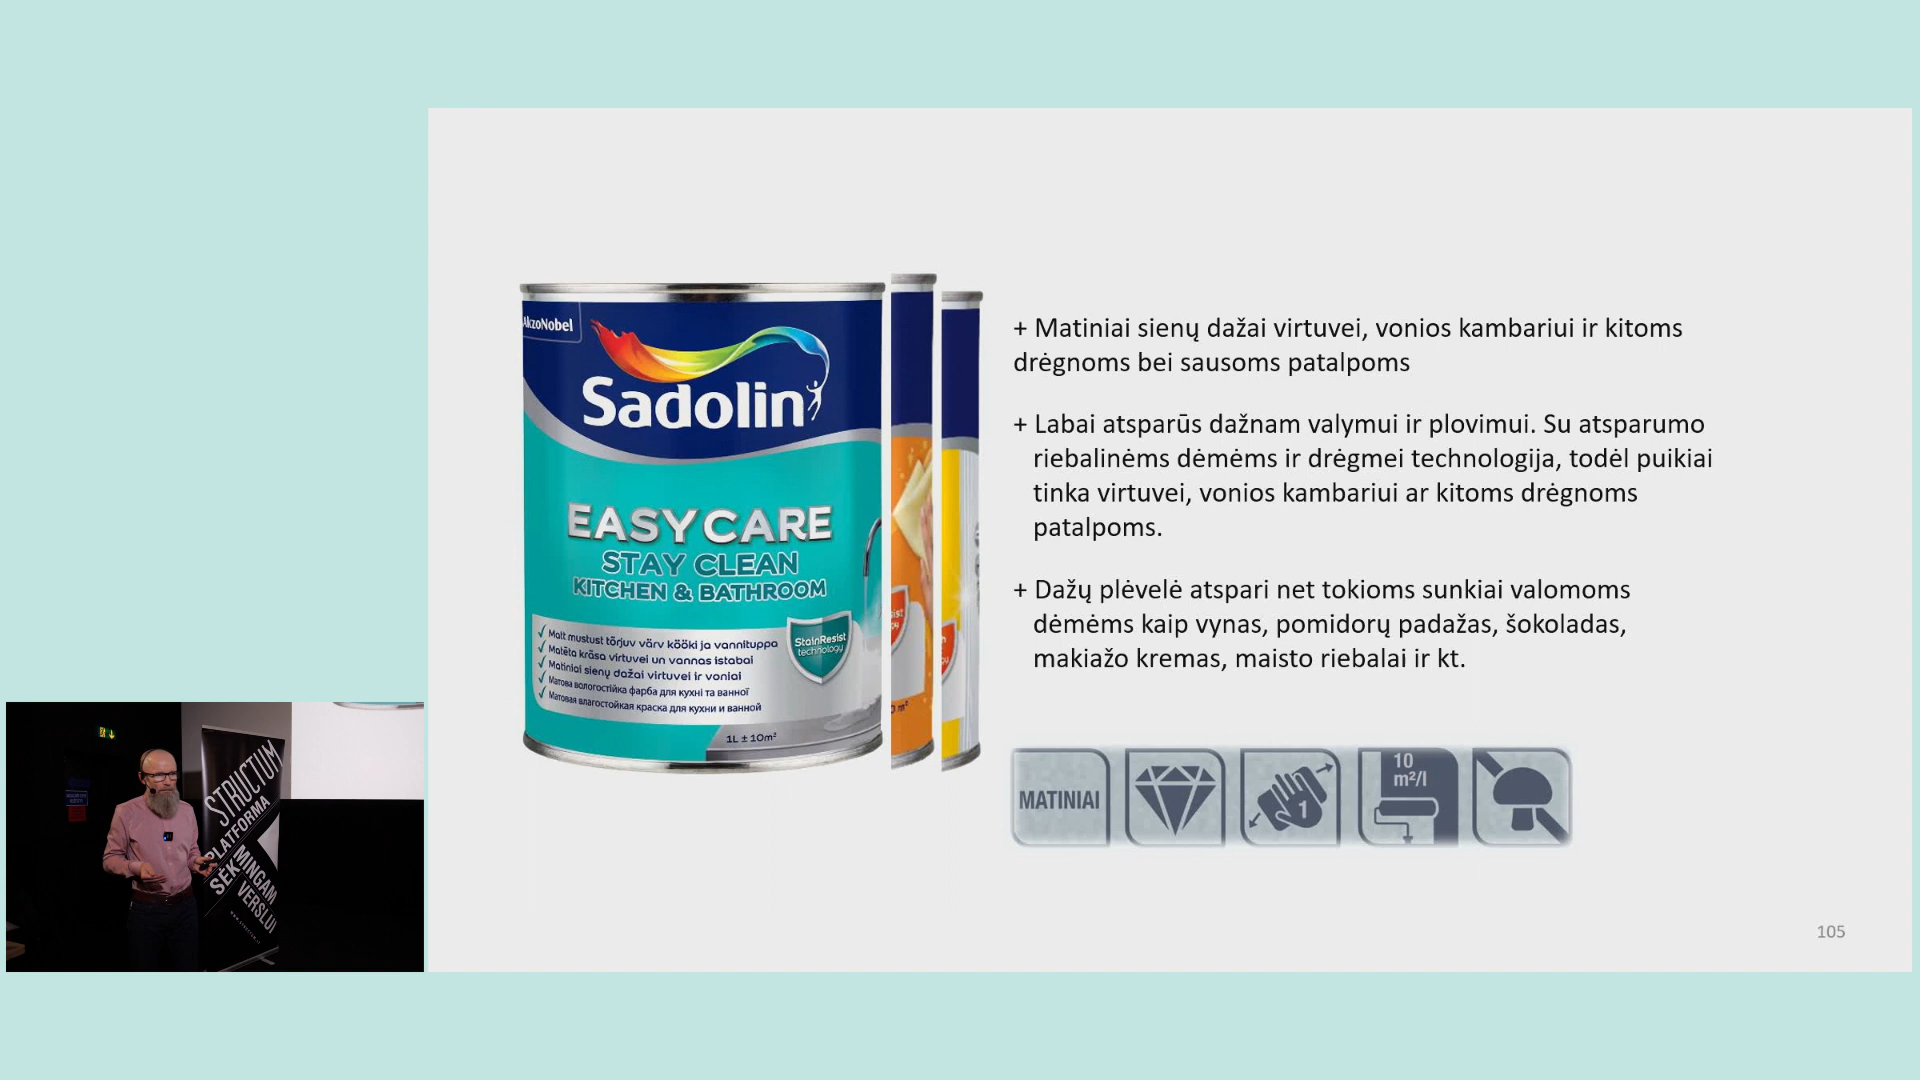 AkzoNobel
Sadolin
EASYCARE
STAY CLEAN
KITCHEN & BATHROOM
Matt mustust tõrjuv värv kööki ja vannituppa
Matēta krāsa virtuvei un vannas istabai
Matiniai sienų dažai virtuvei ir voniai
Матова вологостійка фарба для кухні та ванної
Матовая влагостойкая краска для кухни и ванной
StainResist
technology
1L ± 10m²
+ Matiniai sienų dažai virtuvei, vonios kambariui ir kitoms
drėgnoms bei sausoms patalpoms
+ Labai atsparūs dažnam valymui ir plovimui. Su atsparumo
riebalinėms dėmėms ir drėgmei technologija, todėl puikiai
tinka virtuvei, vonios kambariui ar kitoms drėgnoms
patalpoms.
+ Dažų plėvelė atspari net tokioms sunkiai valomoms
dėmėms kaip vynas, pomidorų padažas, šokoladas,
makiažo kremas, maisto riebalai ir kt.
MATINIAI
1
10
m²/l
105
STRUCTUM
PLATFORMA
SĖKMINGAM
VERSLUI